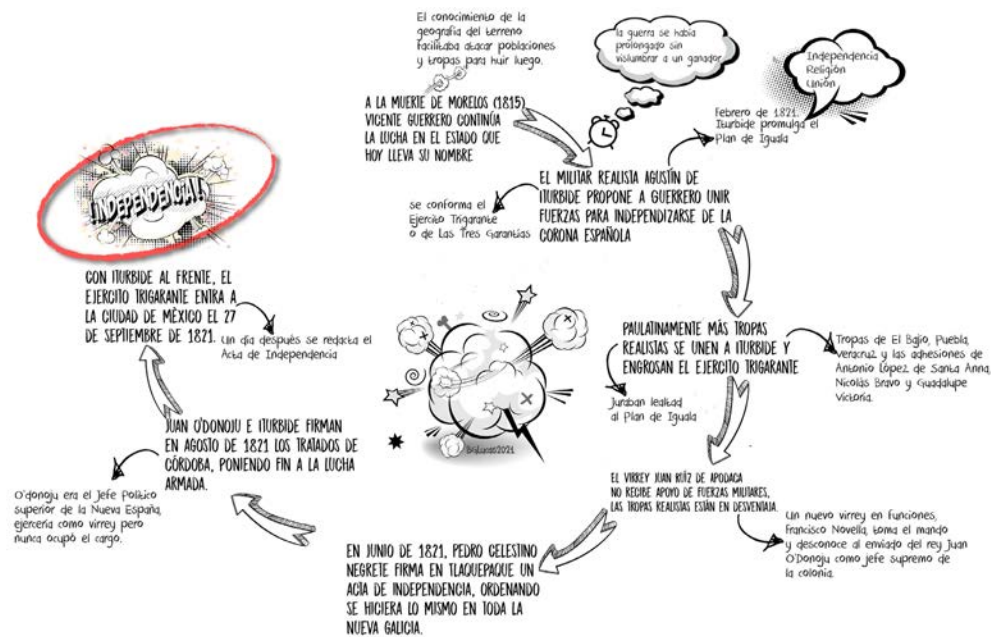 El conocimiento de la
geografía del terreno
facilitaba atacar poblaciones
y tropas para huir luego.
la guerra se había
prolongado sin
vislumbrar a un ganador
Independencia
Religión
Unión
A LA MUERTE DE MORELOS (1815)
VICENTE GUERRERO CONTINÚA
LA LUCHA EN EL ESTADO QUE
HOY LLEVA SU NOMBRE
Febrero de 1821.
Iturbide promulga el
Plan de Iguala
EL MILITAR REALISTA AGUSTÍN DE
ITURBIDE PROPONE A GUERRERO UNIR
FUERZAS PARA INDEPENDIZARSE DE LA
CORONA ESPAÑOLA
se conforma el
Ejercito Trigarante
o de Las Tres Garantías
PAULATINAMENTE MÁS TROPAS
REALISTAS SE UNEN A ITURBIDE Y
ENGROSAN EL EJERCITO TRIGARANTE
Tropas de El Bajío, Puebla,
Veracruz y las adhesiones de
Antonio López de Santa Anna,
Nicolás Bravo y Guadalupe
Victoria.
Juraban lealtad
al Plan de Iguala
EL VIRREY JUAN RUÍZ DE APODACA
NO RECIBE APOYO DE FUERZAS MILITARES,
LAS TROPAS REALISTAS ESTÁN EN DESVENTAJA.
Un nuevo virrey en funciones,
Francisco Novella, toma el mando
y desconoce al enviado del rey Juan
O'Donoju como jefe supremo de
la colonia.
EN JUNIO DE 1821, PEDRO CELESTINO
NEGRETE FIRMA EN TLAQUEPAQUE UN
ACTA DE INDEPENDENCIA, ORDENANDO
SE HICIERA LO MISMO EN TODA LA
NUEVA GALICIA.
JUAN O'DONOJU E ITURBIDE FIRMAN
EN AGOSTO DE 1821 LOS TRATADOS DE
CÓRDOBA, PONIENDO FIN A LA LUCHA
ARMADA.
O'donoju era el Jefe Político
superior de la Nueva España,
ejercería como virrey pero
nunca ocupó el cargo.
CON ITURBIDE AL FRENTE, EL
EJERCITO TRIGARANTE ENTRA A
LA CIUDAD DE MÉXICO EL 27
DE SEPTIEMBRE DE 1821.
Un día después se redacta el
Acta de Independencia
¡INDEPENDENCIA!